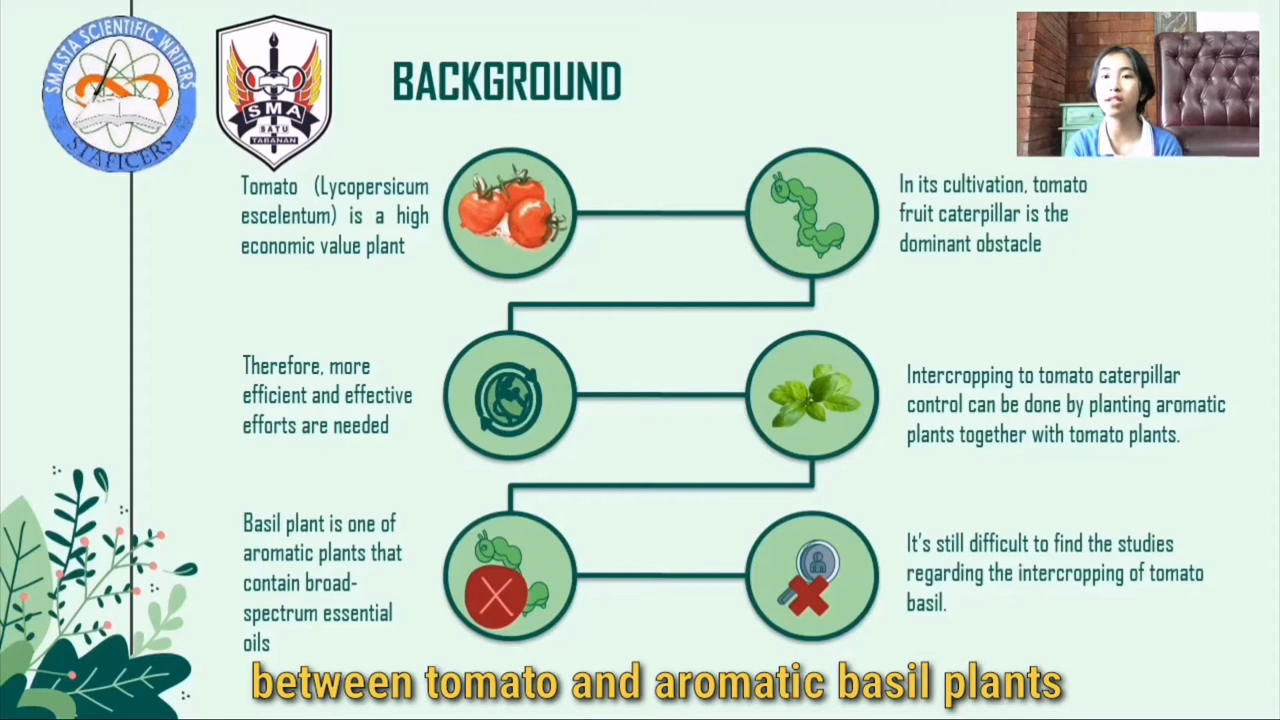 SMASTA SCIENTIFIC WRITERS
STAFICERS
SMA
SATU
TABANAN
BACKGROUND
Tomato (Lycopersicum
escelentum) is a high
economic value plant
In its cultivation, tomato
fruit caterpillar is the
dominant obstacle
Therefore, more
efficient and effective
efforts are needed
Intercropping to tomato caterpillar
control can be done by planting aromatic
plants together with tomato plants.
Basil plant is one of
aromatic plants that
contain broad-
spectrum essential
oils
It's still difficult to find the studies
regarding the intercropping of tomato
basil.
between tomato and aromatic basil plants